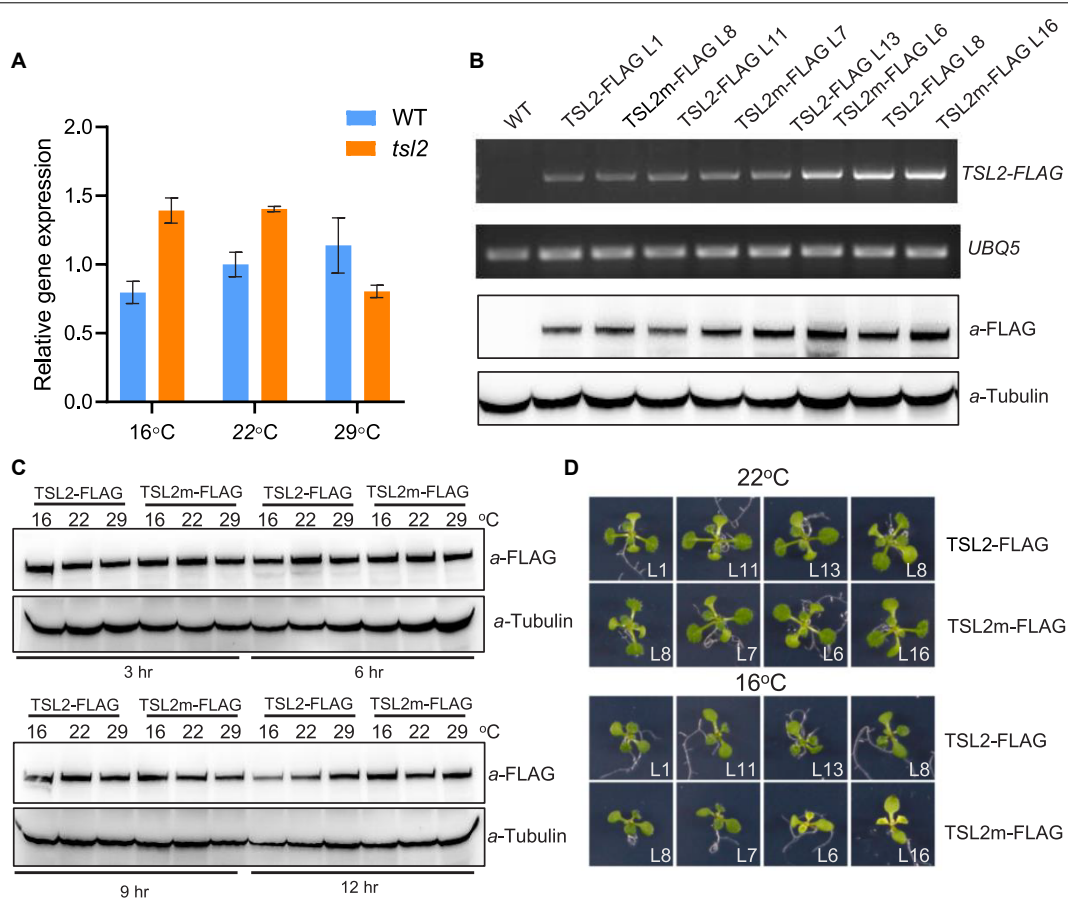 A
WT
tsl2
Relative gene expression
2.0
1.5
1.0
0.5
0.0
16°C
22°C
29°C
B
WT
TSL2-FLAG L1
TSL2m-FLAG L8
TSL2-FLAG L11
TSL2m-FLAG L7
TSL2-FLAG L13
TSL2m-FLAG L6
TSL2-FLAG L8
TSL2m-FLAG L16
TSL2-FLAG
UBQ5
a-FLAG
a-Tubulin
C
TSL2-FLAG TSL2m-FLAG TSL2-FLAG TSL2m-FLAG
16 22 29 16 22 29 16 22 29 16 22 29 °C
a-FLAG
a-Tubulin
3 hr 6 hr
TSL2-FLAG TSL2m-FLAG TSL2-FLAG TSL2m-FLAG
16 22 29 16 22 29 16 22 29 16 22 29 °C
a-FLAG
a-Tubulin
9 hr 12 hr
D
22°C
L1 L11 L13 L8 TSL2-FLAG
L8 L7 L6 L16 TSL2m-FLAG
16°C
L1 L11 L13 L8 TSL2-FLAG
L8 L7 L6 L16 TSL2m-FLAG